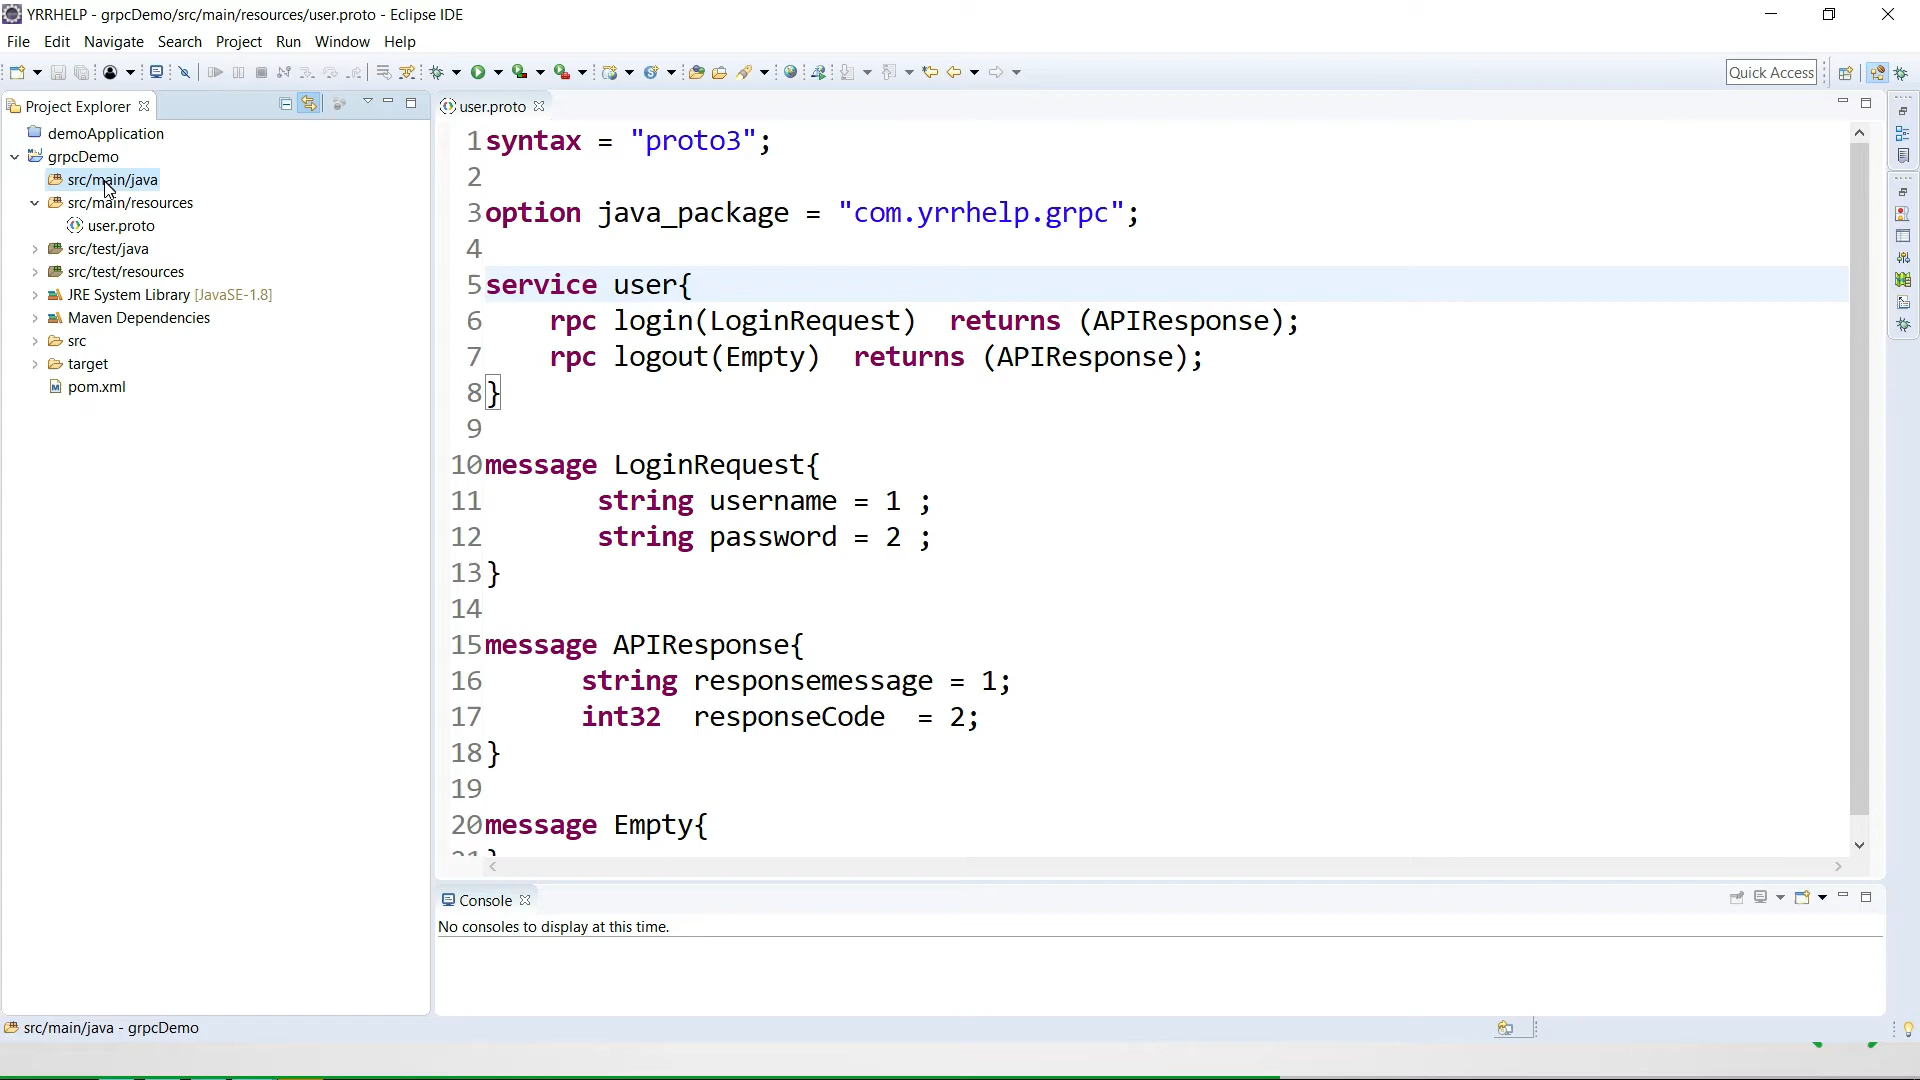 YRRHELP - grpcDemo/src/main/resources/user.proto - Eclipse IDE
File Edit Navigate Search Project Run Window Help
Quick Access
Project Explorer
demoApplication
grpcDemo
src/main/java
src/main/resources
user.proto
src/test/java
src/test/resources
JRE System Library [JavaSE-1.8]
Maven Dependencies
src
target
pom.xml
user.proto
1 syntax = "proto3";
2
3 option java_package = "com.yrrhelp.grpc";
4
5 service user{
6 rpc login(LoginRequest) returns (APIResponse);
7 rpc logout(Empty) returns (APIResponse);
8 }
9
10 message LoginRequest{
11 string username = 1 ;
12 string password = 2 ;
13 }
14
15 message APIResponse{
16 string responsemessage = 1;
17 int32 responseCode = 2;
18 }
19
20 message Empty{
Console
No consoles to display at this time.
src/main/java - grpcDemo